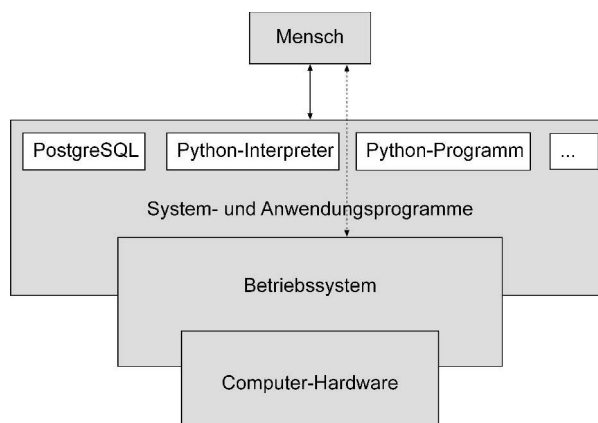 Mensch
PostgreSQL
Python-Interpreter
Python-Programm
...
System- und Anwendungsprogramme
Betriebssystem
Computer-Hardware